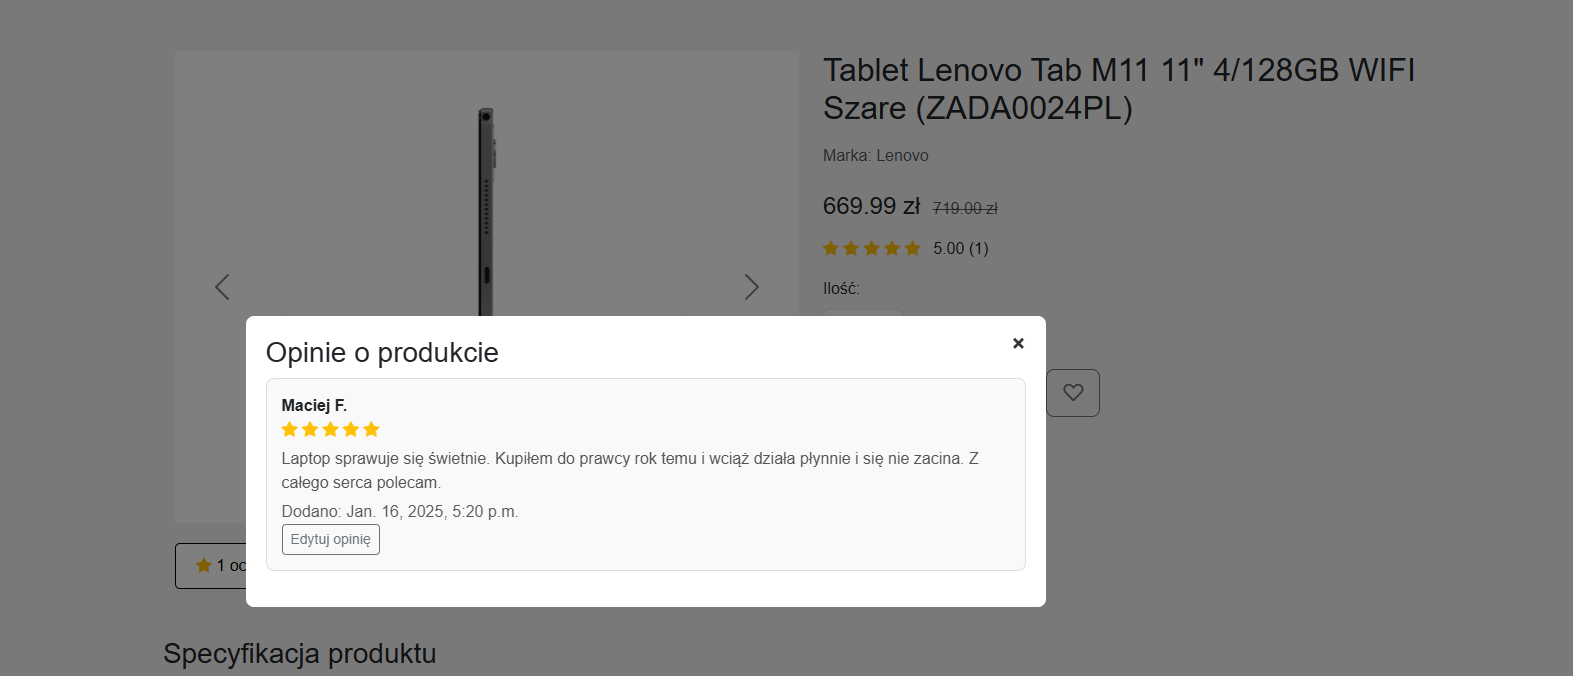 Tablet Lenovo Tab M11 11" 4/128GB WIFI
Szare (ZADA0024PL)
Marka: Lenovo
669.99 zł 719.00 zł
5.00 (1)
Ilość:
Opinie o produkcie
×
Maciej F.
Laptop sprawuje się świetnie. Kupiłem do prawcy rok temu i wciąż działa płynnie i się nie zacina. Z
całego serca polecam.
Dodano: Jan. 16, 2025, 5:20 p.m.
Edytuj opinię
1 oc
Specyfikacja produktu